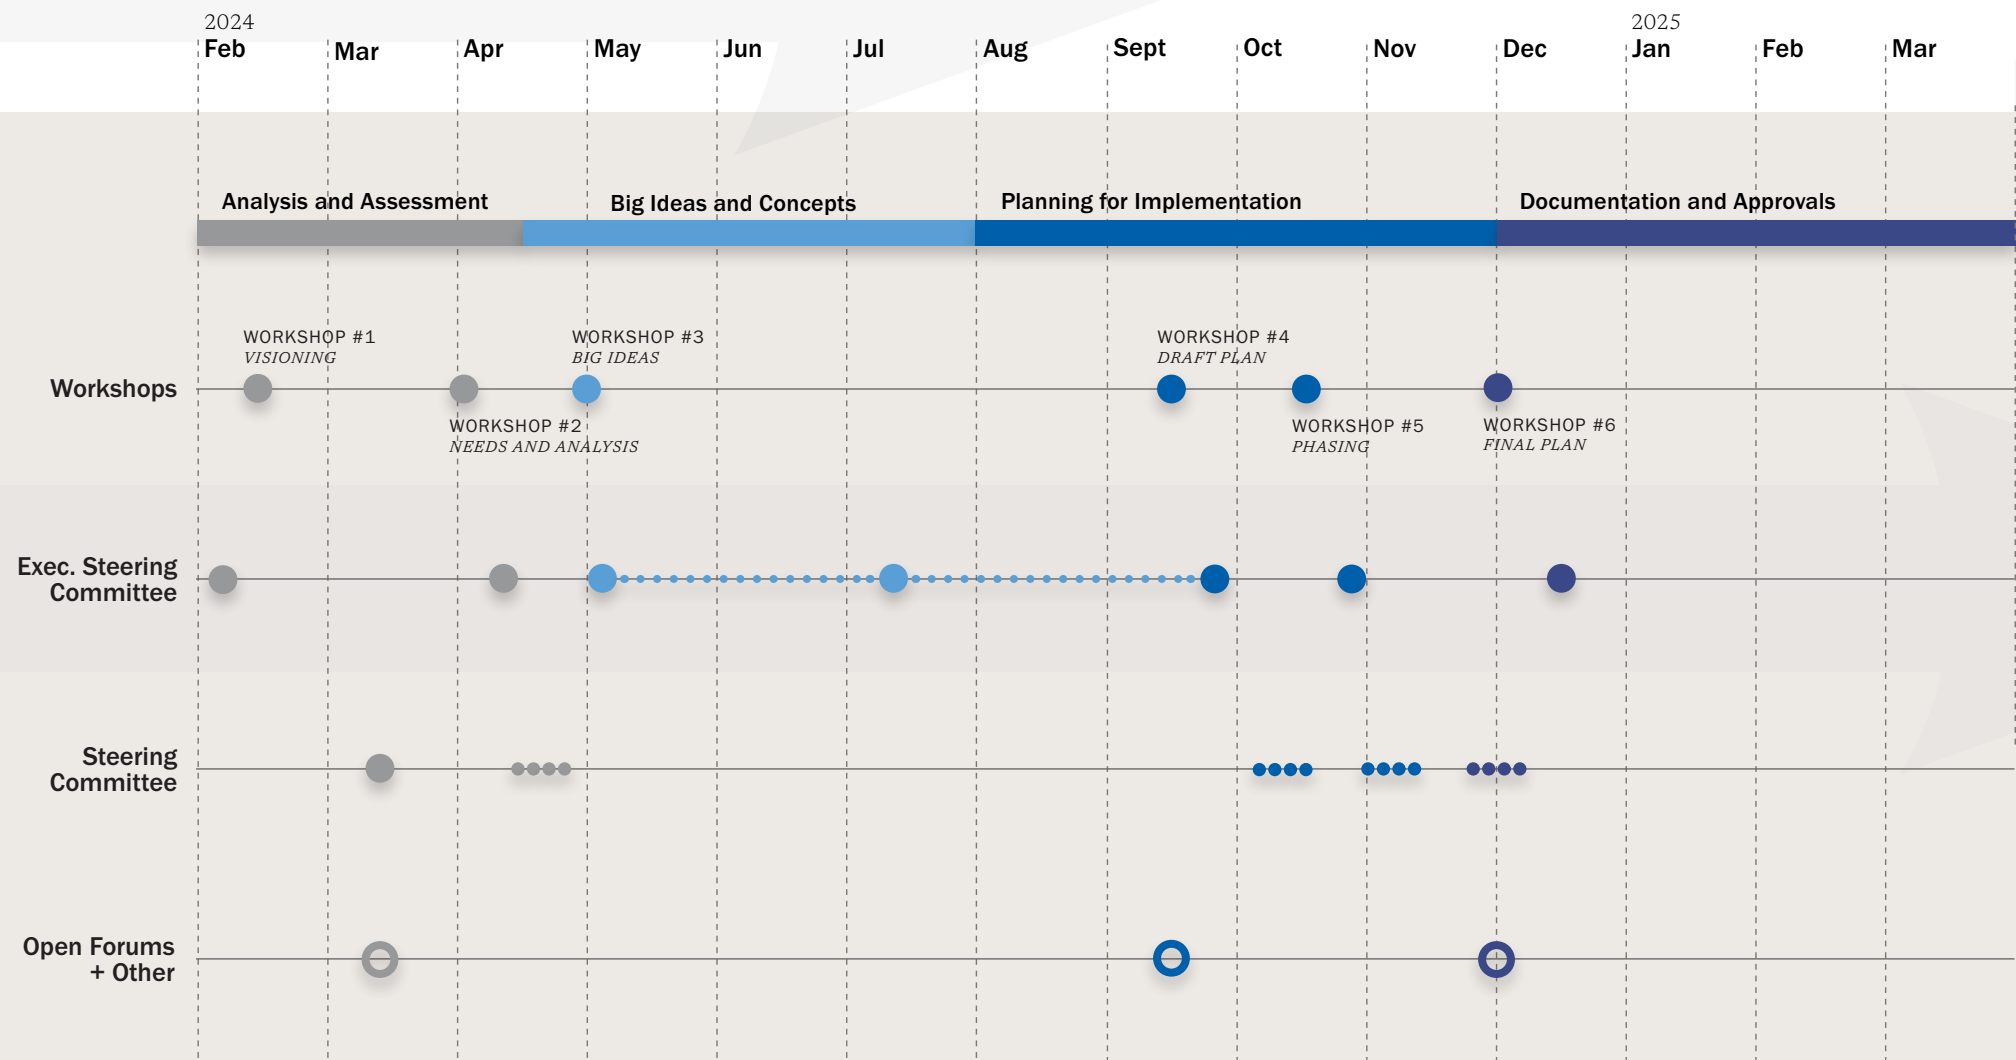 2024
2025
Feb
Mar
Apr
May
Jun
Jul
Aug
Sept
Oct
Nov
Dec
Jan
Feb
Mar
Analysis and Assessment
Big Ideas and Concepts
Planning for Implementation
Documentation and Approvals
WORKSHOP #1
VISIONING
WORKSHOP #3
BIG IDEAS
WORKSHOP #4
DRAFT PLAN
Workshops
WORKSHOP #2
NEEDS AND ANALYSIS
WORKSHOP #5
PHASING
WORKSHOP #6
FINAL PLAN
Exec. Steering
Committee
Steering
Committee
Open Forums
+ Other